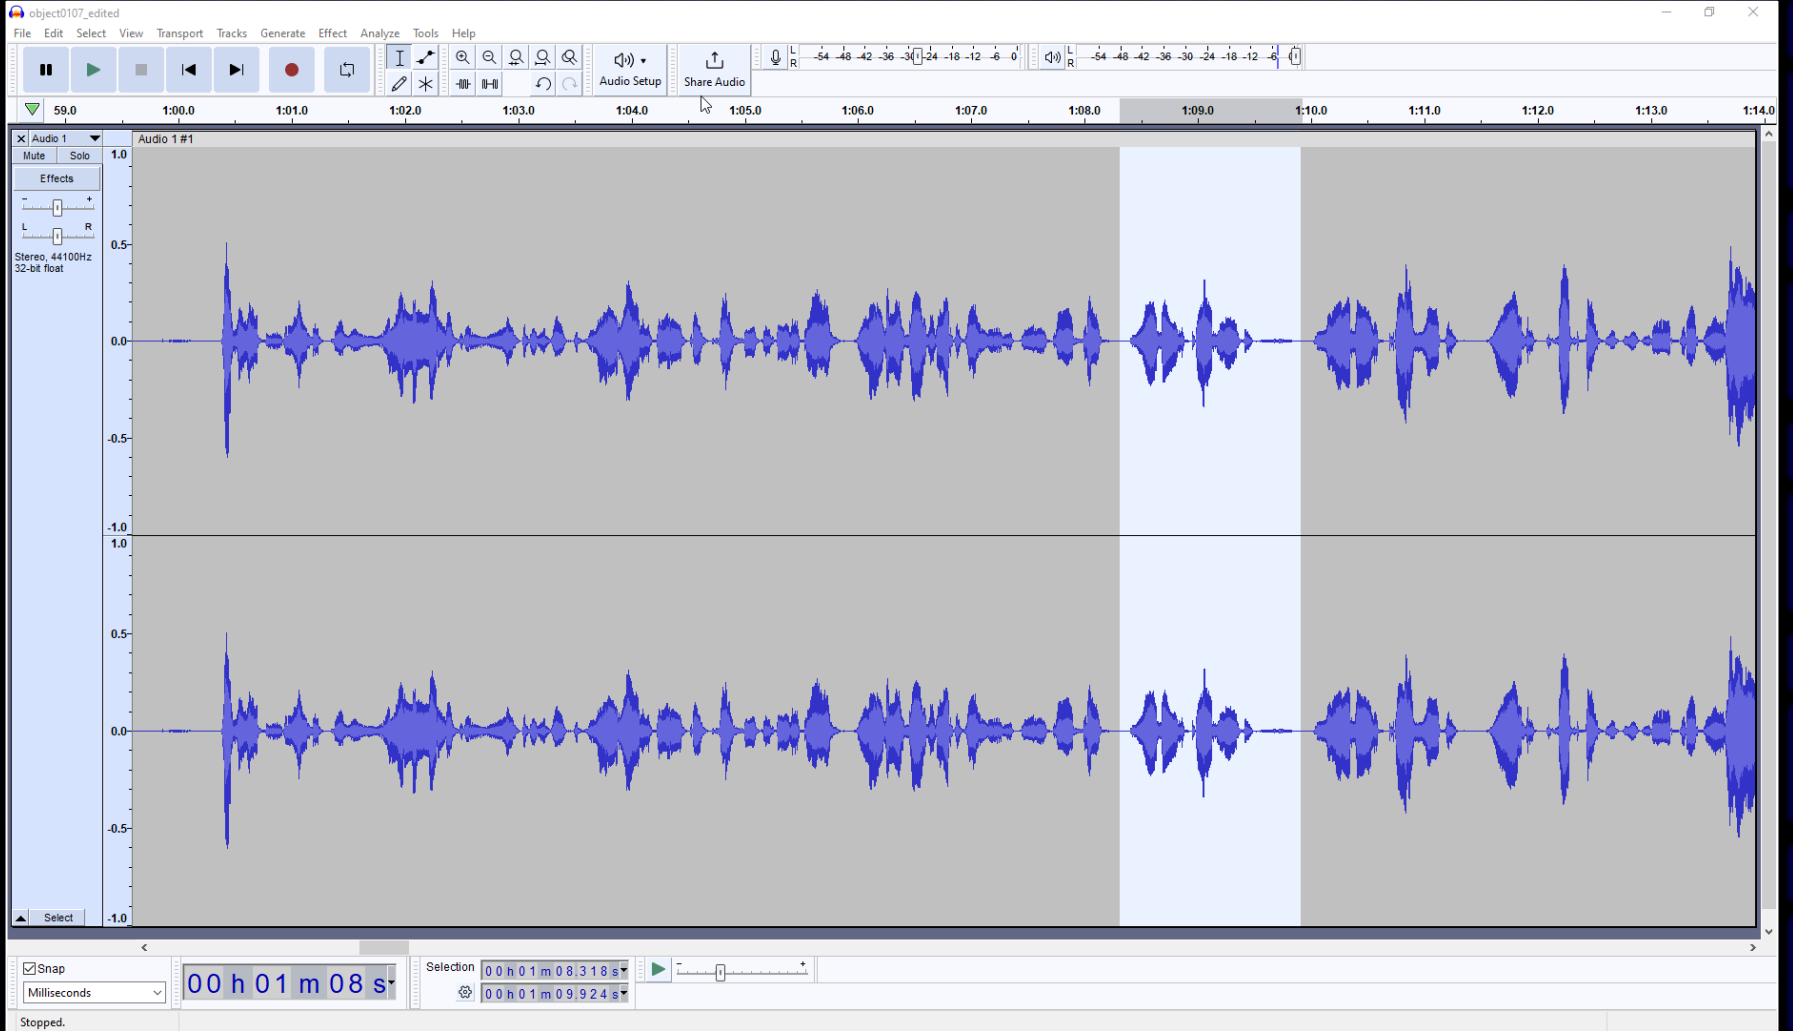 object0107_edited
File Edit Select View Transport Tracks Generate Effect Analyze Tools Help
Audio Setup
Share Audio
L
R
-54 -48 -42 -36 -30 -24 -18 -12 -6 0
L
R
-54 -48 -42 -36 -30 -24 -18 -12 -6 0
59.0 1:00.0 1:01.0 1:02.0 1:03.0 1:04.0 1:05.0 1:06.0 1:07.0 1:08.0 1:09.0 1:10.0 1:11.0 1:12.0 1:13.0 1:14.0
Audio 1
Audio 1 #1
Mute Solo
Effects
- +
L R
Stereo, 44100Hz
32-bit float
1.0
0.5
0.0
-0.5
-1.0
1.0
0.5
0.0
-0.5
-1.0
Select
Snap
Milliseconds
00 h 01 m 08 s
Selection
00 h 01 m 08.318 s
00 h 01 m 09.924 s
- +
Stopped.